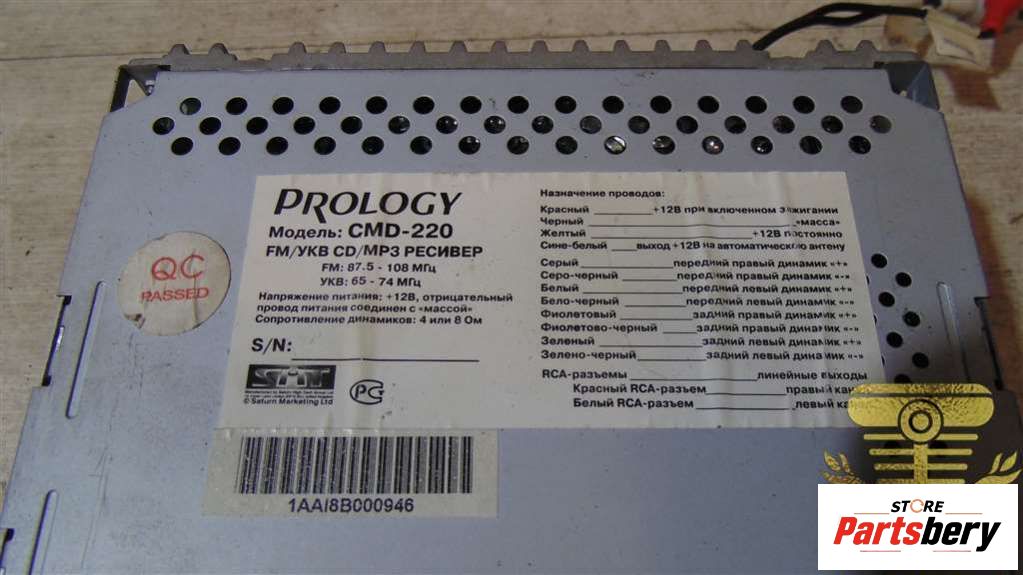 PROLOGY
Модель: CMD-220
FM/УКВ CD/MP3 РЕСИВЕР
FM: 87.5 - 108 МГц
УКВ: 65 - 74 МГц
Напряжение питания: +12В, отрицательный
провод питания соединен с «массой»
Сопротивление динамиков: 4 или 8 Ом
S/N:
© Saturn Marketing Ltd
Назначение проводов:
Красный +12В при включенном зажигании
Черный «масса»
Желтый +12В постоянно
Сине-белый выход +12В на автоматическую антену
Серый передний правый динамик «+»
Серо-черный передний правый динамик «-»
Белый передний левый динамик «+»
Бело-черный передний левый динамик «-»
Фиолетовый задний правый динамик «+»
Фиолетово-черный задний правый динамик «-»
Зеленый задний левый динамик «+»
Зелено-черный задний левый динамик «-»
RCA-разъемы линейные выходы
Красный RCA-разъем правый
Белый RCA-разъем левый
QC
PASSED
1AAI8B000946
STORE
Partsbery